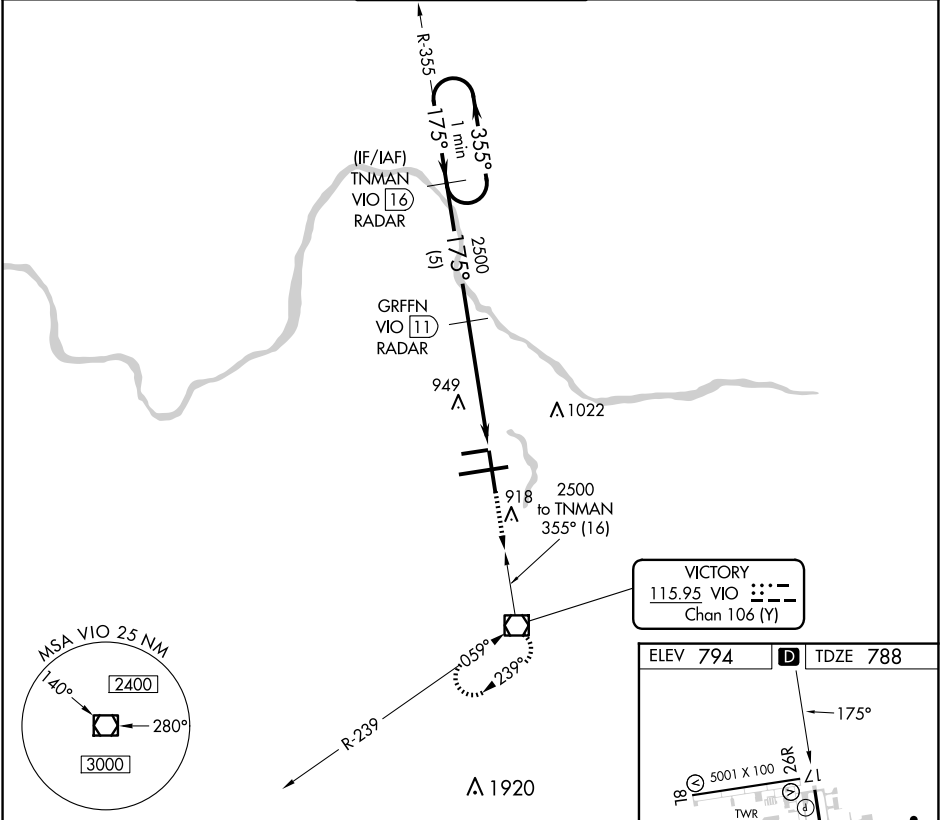 R-355
175°
1 min
355°
(IF/IAF)
TNMAN
VIO 16
RADAR
2500
175°
(5)
GRFFN
VIO 11
RADAR
949
1022
918
2500
to TNMAN
355° (16)
VICTORY
115.95 VIO
Chan 106 (Y)
059°
239°
R-239
MSA VIO 25 NM
140°
2400
280°
3000
1920
ELEV 794
D
TDZE 788
175°
8L
V
5001 X 100
26R
17
V
P
TWR